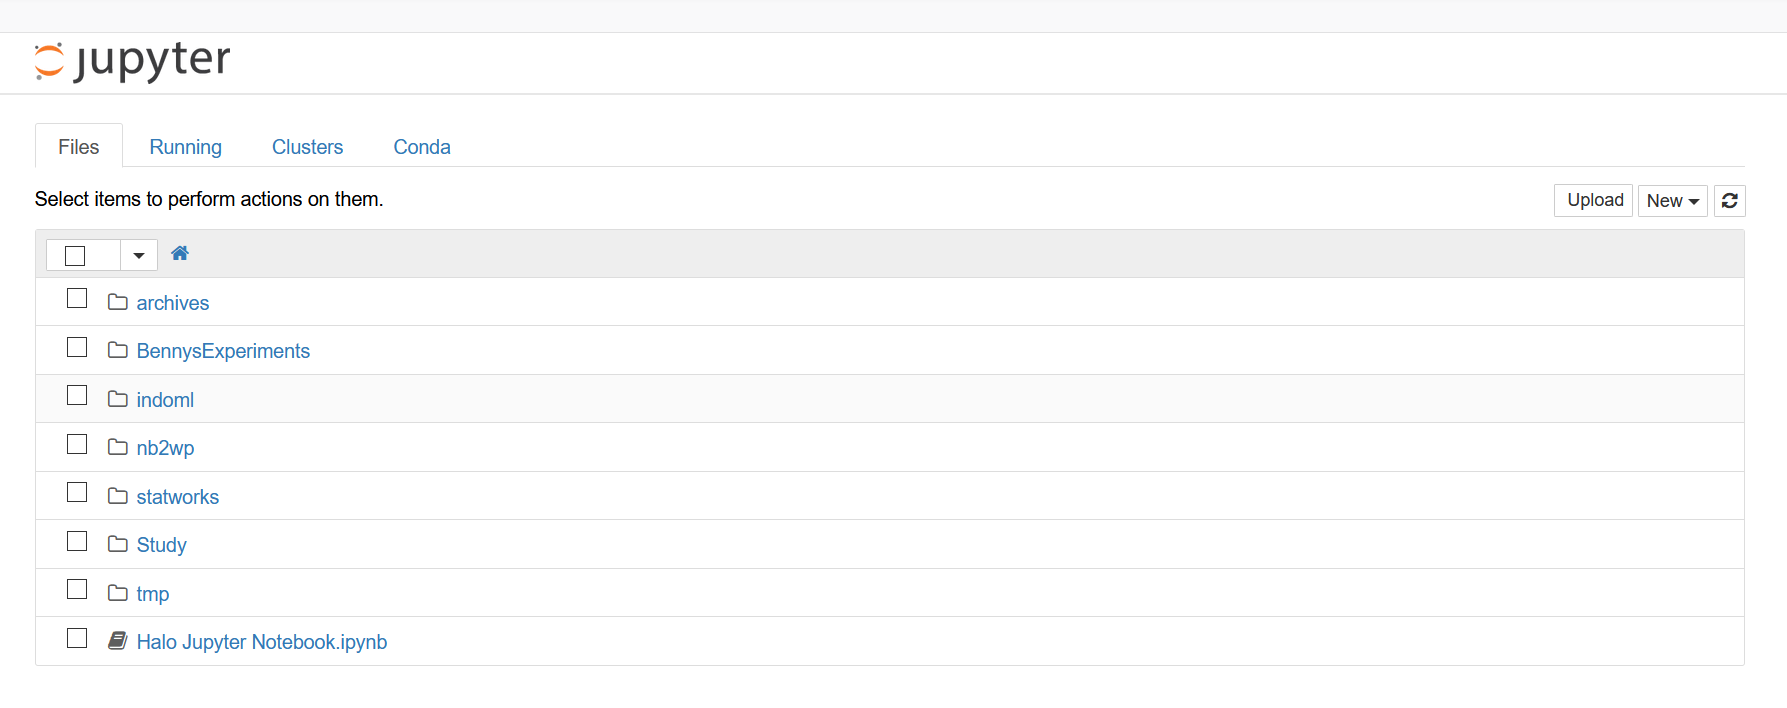 jupyter
Files Running Clusters Conda
Select items to perform actions on them. Upload New
archives
BennysExperiments
indoml
nb2wp
statworks
Study
tmp
Halo Jupyter Notebook.ipynb